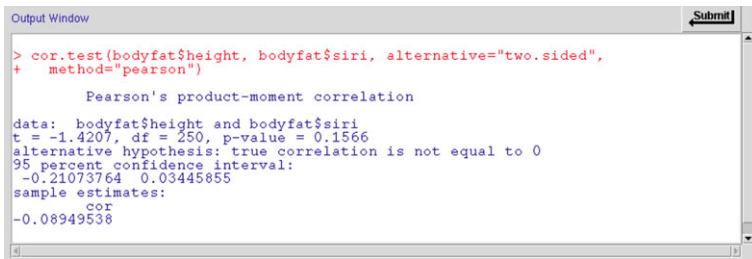 Output Window
Submit
> cor.test(bodyfat$height, bodyfat$siri, alternative="two.sided",
+ method="pearson")
Pearson's product-moment correlation
data: bodyfat$height and bodyfat$siri
t = -1.4207, df = 250, p-value = 0.1566
alternative hypothesis: true correlation is not equal to 0
95 percent confidence interval:
-0.21073764 0.03445855
sample estimates:
cor
-0.08949538